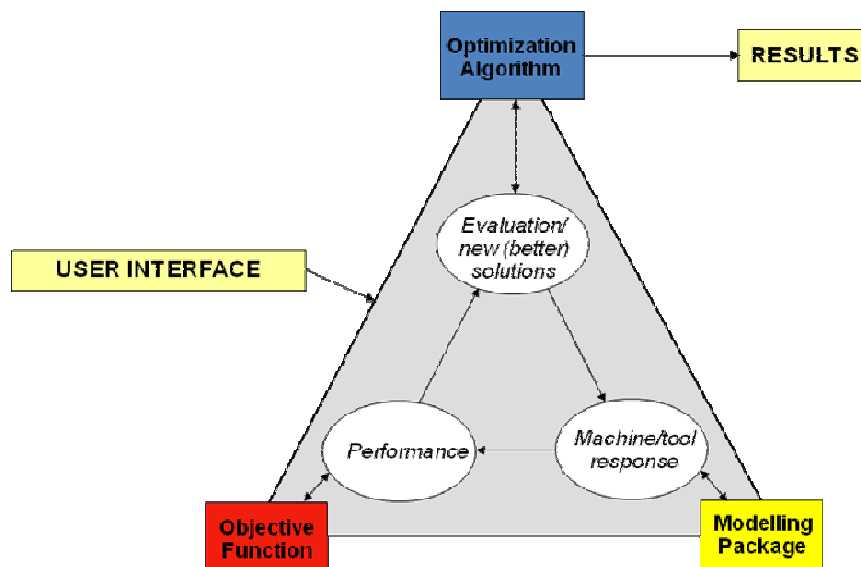 Optimization
Algorithm
RESULTS
Evaluation/
new (better)
solutions
USER INTERFACE
Performance
Machine/tool
response
Objective
Function
Modelling
Package